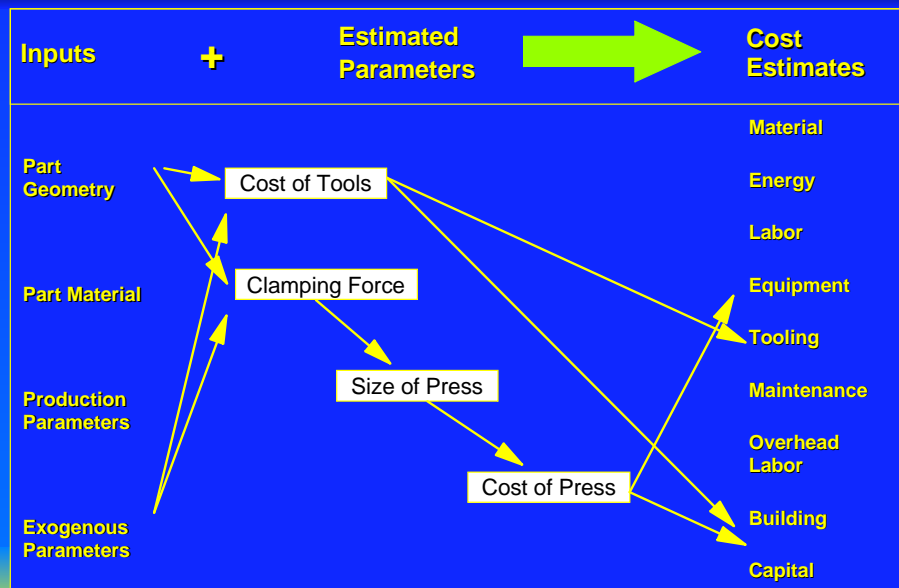 Inputs
+
Estimated
Parameters
Cost
Estimates
Part
Geometry
Part Material
Production
Parameters
Exogenous
Parameters
Cost of Tools
Clamping Force
Size of Press
Cost of Press
Material
Energy
Labor
Equipment
Tooling
Maintenance
Overhead
Labor
Building
Capital